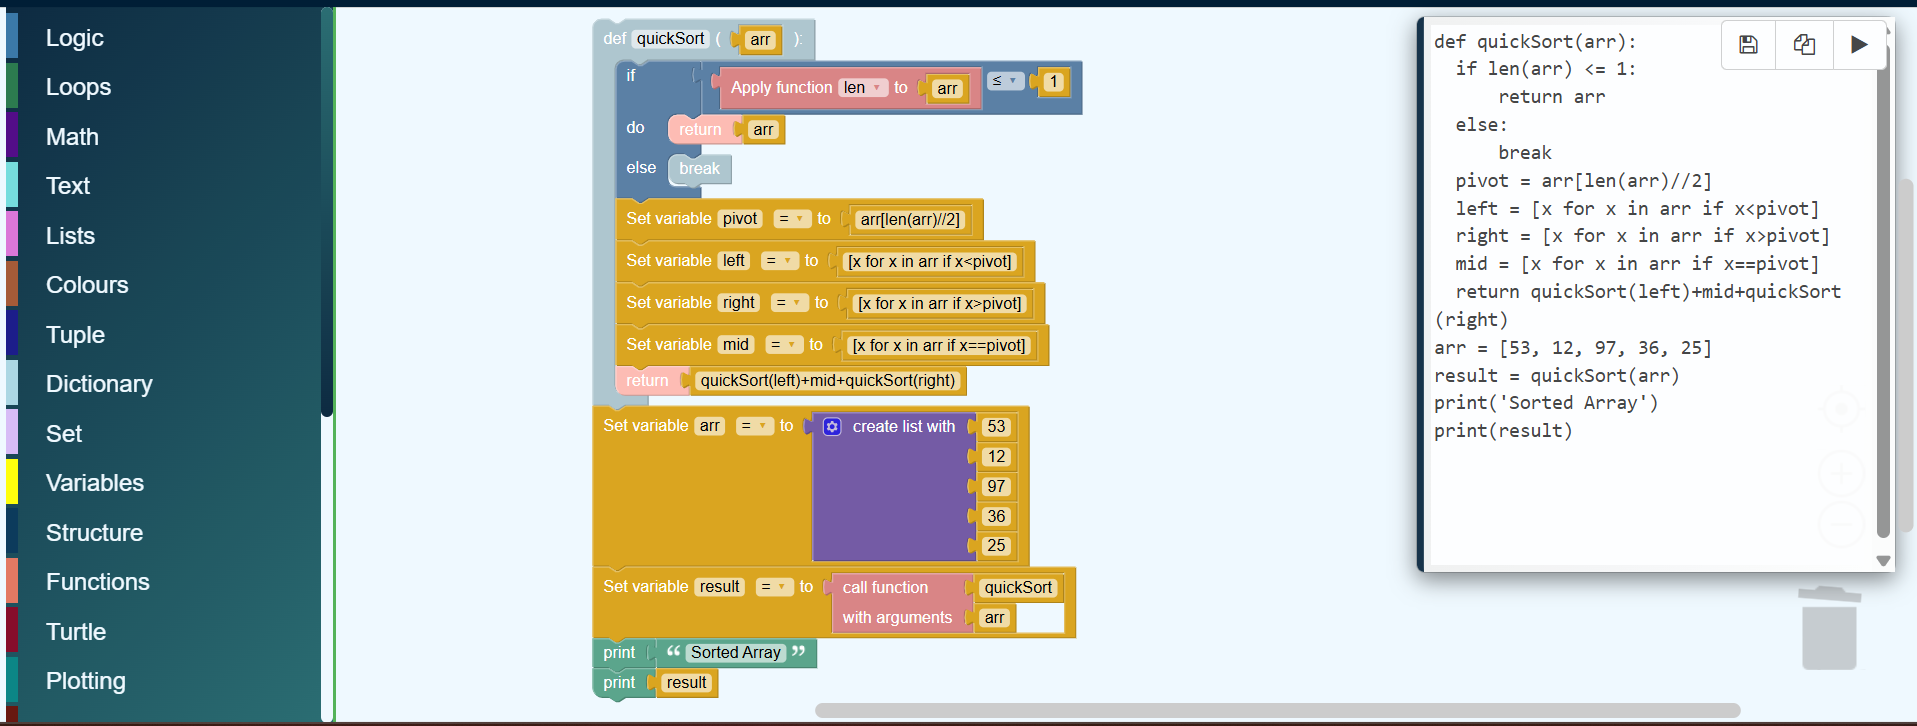 Logic
Loops
Math
Text
Lists
Colours
Tuple
Dictionary
Set
Variables
Structure
Functions
Turtle
Plotting
def quickSort ( arr ):
if Apply function len to arr ≤ 1
do return arr
else break
Set variable pivot = to arr[len(arr)//2]
Set variable left = to [x for x in arr if x<pivot]
Set variable right = to [x for x in arr if x>pivot]
Set variable mid = to [x for x in arr if x==pivot]
return quickSort(left)+mid+quickSort(right)
Set variable arr = to create list with 53
12
97
36
25
Set variable result = to call function quickSort
with arguments arr
print “ Sorted Array ”
print result
def quickSort(arr):
  if len(arr) <= 1:
      return arr
  else:
      break
  pivot = arr[len(arr)//2]
  left = [x for x in arr if x<pivot]
  right = [x for x in arr if x>pivot]
  mid = [x for x in arr if x==pivot]
  return quickSort(left)+mid+quickSort
(right)
arr = [53, 12, 97, 36, 25]
result = quickSort(arr)
print('Sorted Array')
print(result)